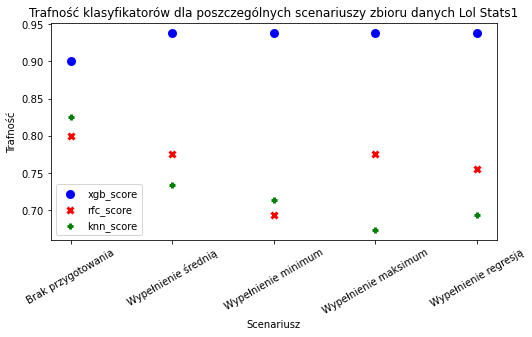 Trafność klasyfikatorów dla poszczególnych scenariuszy zbioru danych Lol Stats1
0.95
0.90
0.85
0.80
0.75
0.70
Trafność
xgb_score
rfc_score
knn_score
Brak przygotowania
Wypełnienie średnią
Wypełnienie minimum
Wypełnienie maksimum
Wypełnienie regresją
Scenariusz